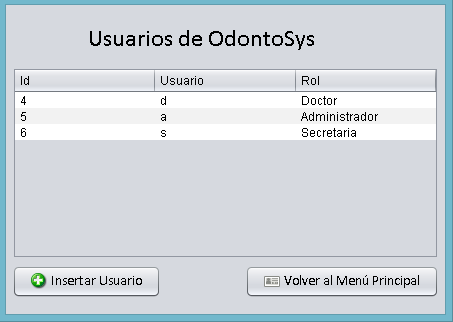 Usuarios de OdontoSys
Id Usuario Rol
4 d Doctor
5 a Administrador
6 s Secretaria
Insertar Usuario Volver al Menú Principal